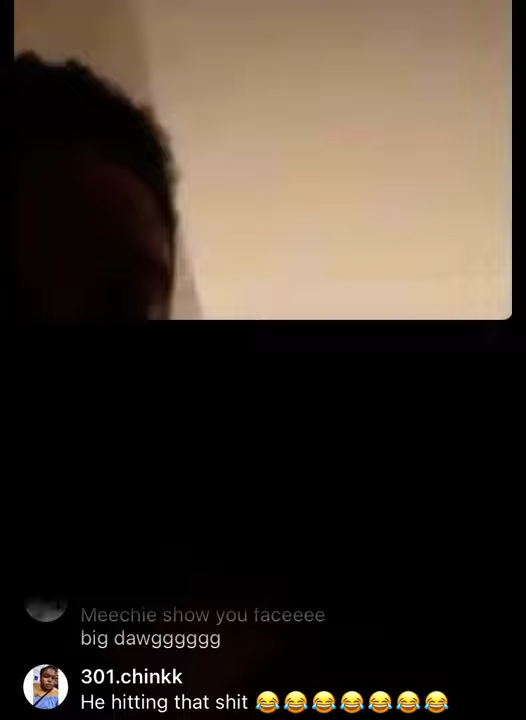 Meechie show you faceeee
big dawgggggg
301.chinkk
He hitting that shit 😂😂😂😂😂😂😂